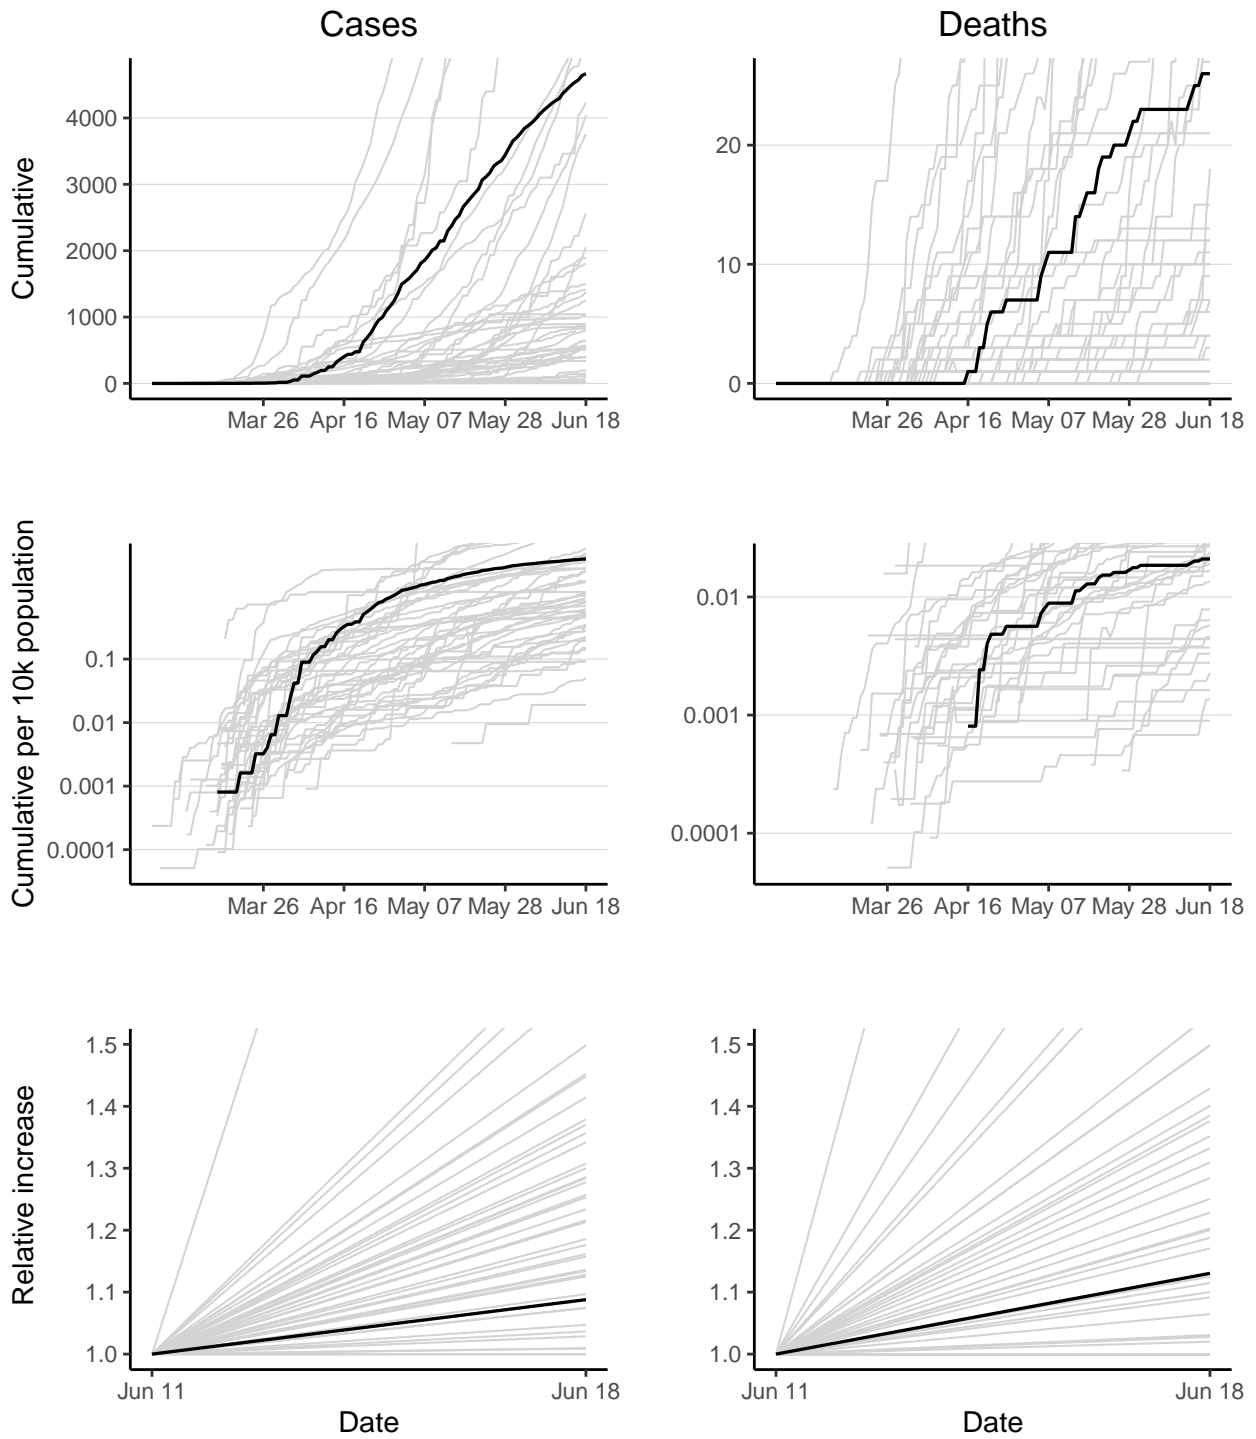 Cases
Deaths
Cumulative
4000
3000
2000
1000
0
Mar 26 Apr 16 May 07 May 28 Jun 18
20
10
0
Mar 26 Apr 16 May 07 May 28 Jun 18
Cumulative per 10k population
0.1
0.01
0.001
0.0001
Mar 26 Apr 16 May 07 May 28 Jun 18
0.01
0.001
0.0001
Mar 26 Apr 16 May 07 May 28 Jun 18
Relative increase
1.5
1.4
1.3
1.2
1.1
1.0
Jun 11 Jun 18
Date
1.5
1.4
1.3
1.2
1.1
1.0
Jun 11 Jun 18
Date